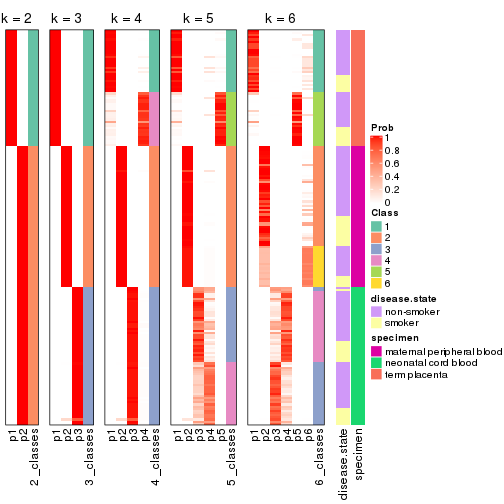 k = 2 k = 3 k = 4 k = 5 k = 6
Prob
1
0.8
0.6
0.4
0.2
0
Class
1
2
3
4
5
6
disease.state
non-smoker
smoker
specimen
maternal peripheral blood
neonatal cord blood
term placenta
p1
p2
2_classes
p1
p2
p3
3_classes
p1
p2
p3
p4
4_classes
p1
p2
p3
p4
p5
5_classes
p1
p2
p3
p4
p5
p6
6_classes
disease.state
specimen